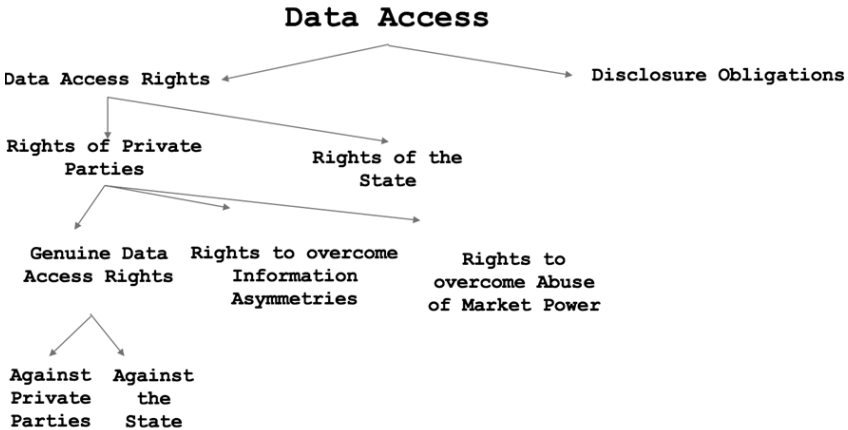 Data Access
Data Access Rights
Disclosure Obligations
Rights of Private
Parties
Rights of the
State
Genuine Data
Access Rights
Rights to overcome
Information
Asymmetries
Rights to
overcome Abuse
of Market Power
Against
Private
Parties
Against
the
State